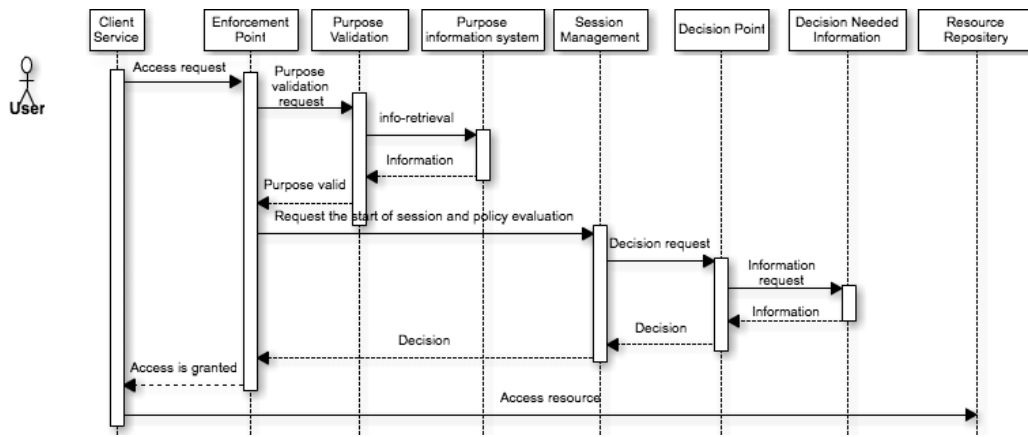 Client
Service
Enforcement
Point
Purpose
Validation
Purpose
information system
Session
Management
Decision Point
Decision Needed
Information
Resource
Repository
User
Access request
Purpose
validation
request
info-retrieval
Information
Purpose valid
Request the start of session and policy evaluation
Decision request
Information
request
Information
Decision
Decision
Access is granted
Access resource